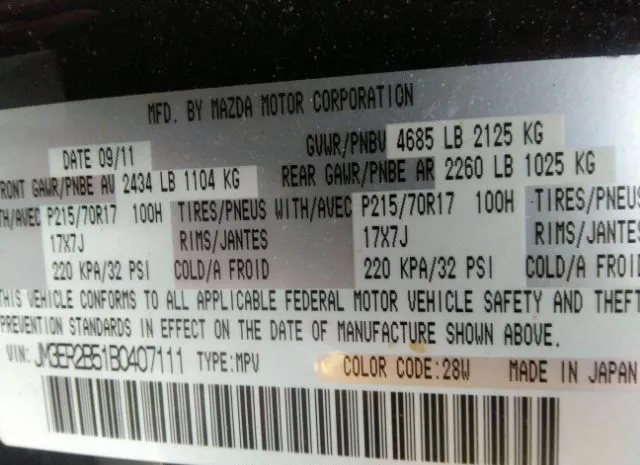 MFD. BY MAZDA MOTOR CORPORATION
DATE 09/11 GVWR/PNBV 4685 LB 2125 KG
FRONT GAWR/PNBE AV 2434 LB 1104 KG REAR GAWR/PNBE AR 2260 LB 1025 KG
WITH/AVEC P215/70R17 100H TIRES/PNEUS WITH/AVEC P215/70R17 100H TIRES/PNEUS
17X7J RIMS/JANTES 17X7J RIMS/JANTES
220 KPA/32 PSI COLD/A FROID 220 KPA/32 PSI COLD/A FROID
THIS VEHICLE CONFORMS TO ALL APPLICABLE FEDERAL MOTOR VEHICLE SAFETY AND THEFT
PREVENTION STANDARDS IN EFFECT ON THE DATE OF MANUFACTURE SHOWN ABOVE.
VIN: JM3ER2B51B0407111 TYPE:MPV COLOR CODE:28W MADE IN JAPAN